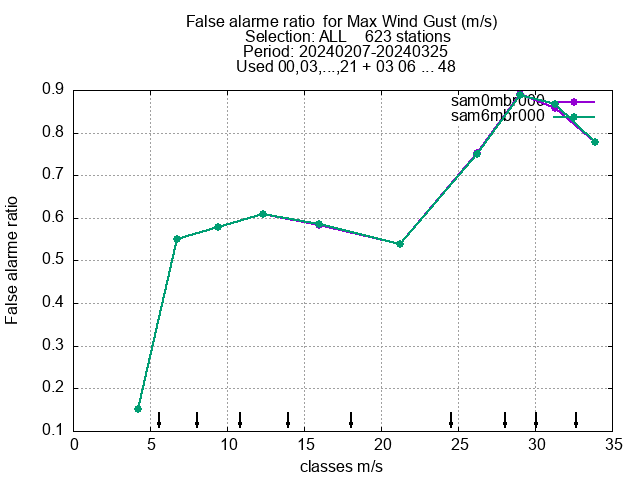 False alarme ratio  for Max Wind Gust (m/s)
Selection: ALL    623 stations
Period: 20240207-20240325
Used 00,03,...,21 + 03 06 ... 48
sam0mbr000
sam6mbr000
False alarme ratio
0.9
0.8
0.7
0.6
0.5
0.4
0.3
0.2
0.1
0 5 10 15 20 25 30 35
classes m/s